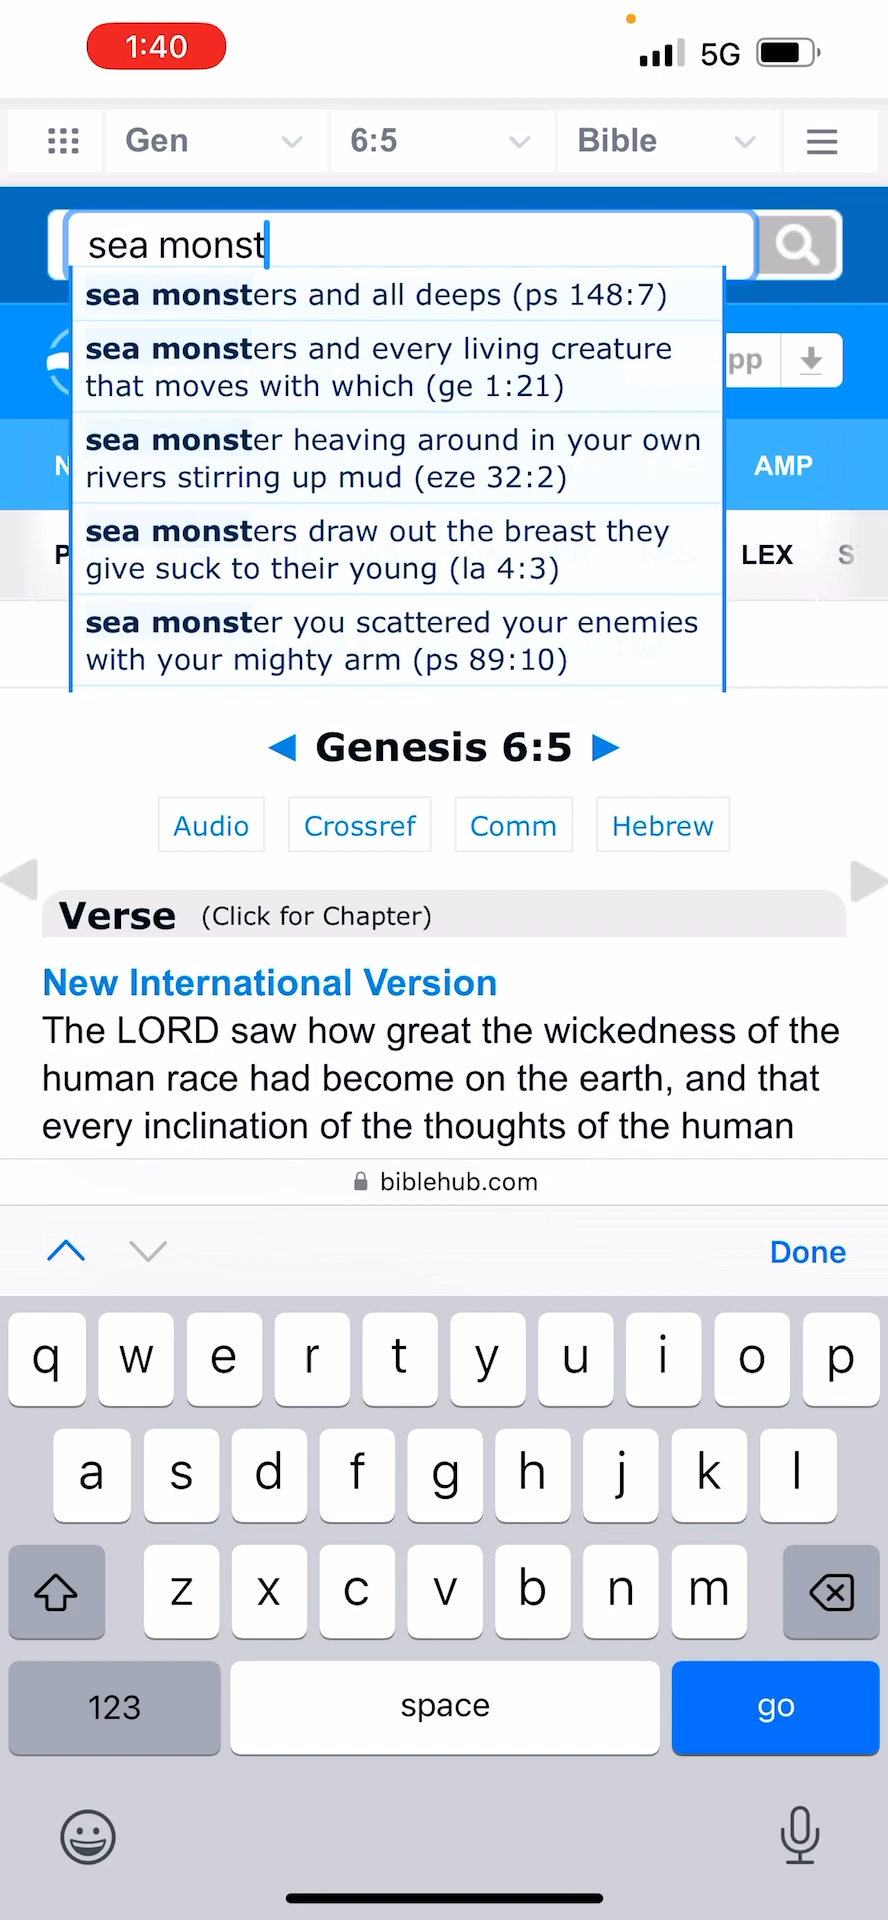 1:40
5G
Gen
6:5
Bible
sea monst
sea monsters and all deeps (ps 148:7)
sea monsters and every living creature
that moves with which (ge 1:21)
pp
sea monster heaving around in your own
rivers stirring up mud (eze 32:2)
N
AMP
sea monsters draw out the breast they
give suck to their young (la 4:3)
P
LEX
S
sea monster you scattered your enemies
with your mighty arm (ps 89:10)
Genesis 6:5
Audio
Crossref
Comm
Hebrew
Verse (Click for Chapter)
New International Version
The LORD saw how great the wickedness of the
human race had become on the earth, and that
every inclination of the thoughts of the human
biblehub.com
Done
q w e r t y u i o p
a s d f g h j k l
z x c v b n m
123
space
go